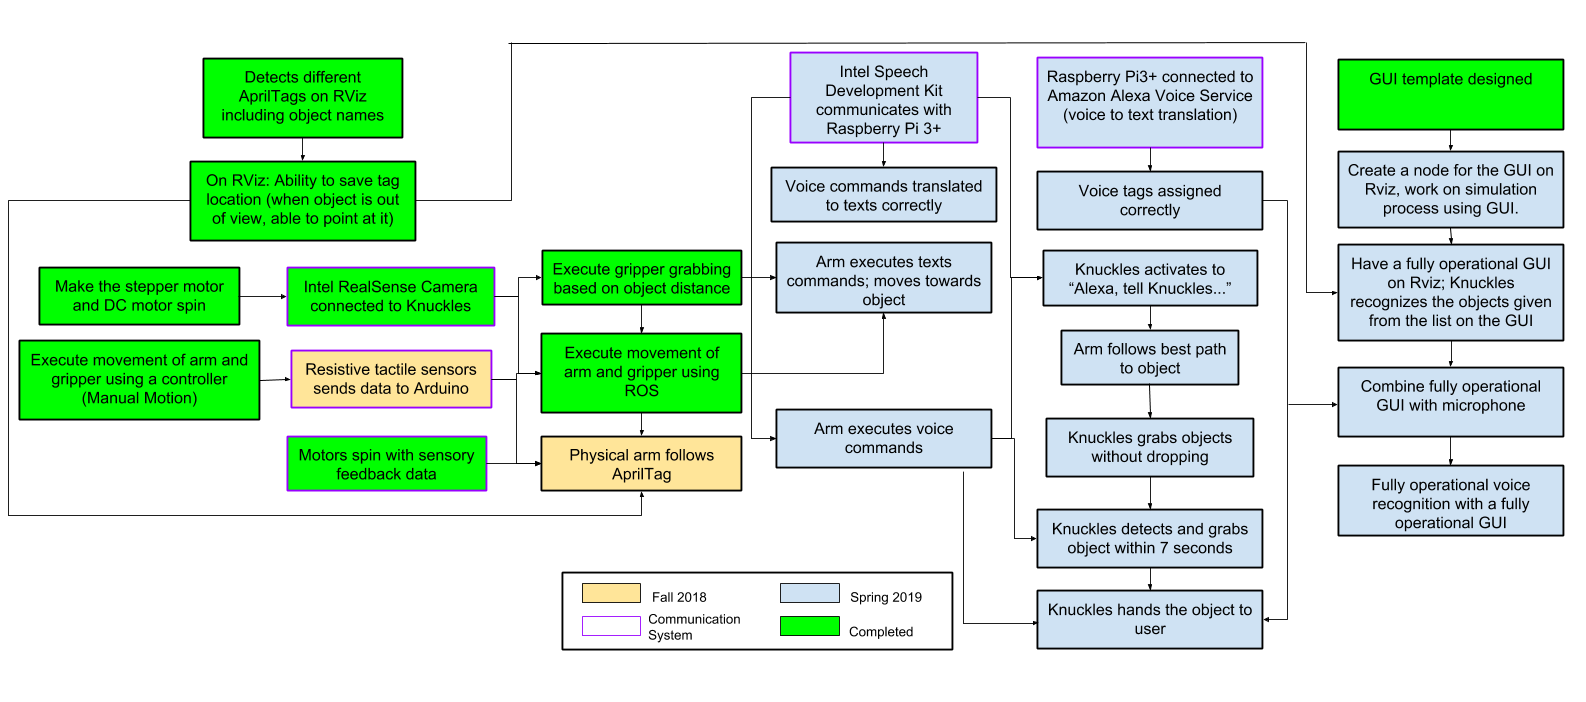 Detects different
AprilTags on RViz
including object names
On RViz: Ability to save tag
location (when object is out
of view, able to point at it)
Make the stepper motor
and DC motor spin
Intel RealSense Camera
connected to Knuckles
Execute movement of arm and
gripper using a controller
(Manual Motion)
Resistive tactile sensors
sends data to Arduino
Motors spin with sensory
feedback data
Execute gripper grabbing
based on object distance
Execute movement of
arm and gripper using
ROS
Physical arm follows
AprilTag
Intel Speech
Development Kit
communicates with
Raspberry Pi 3+
Voice commands translated
to texts correctly
Arm executes texts
commands; moves towards
object
Arm executes voice
commands
Raspberry Pi3+ connected to
Amazon Alexa Voice Service
(voice to text translation)
Voice tags assigned
correctly
Knuckles activates to
“Alexa, tell Knuckles...”
Arm follows best path
to object
Knuckles grabs objects
without dropping
Knuckles detects and grabs
object within 7 seconds
Knuckles hands the object to
user
GUI template designed
Create a node for the GUI on
Rviz, work on simulation
process using GUI.
Have a fully operational GUI
on Rviz; Knuckles
recognizes the objects given
from the list on the GUI
Combine fully operational
GUI with microphone
Fully operational voice
recognition with a fully
operational GUI
Fall 2018
Spring 2019
Communication
System
Completed